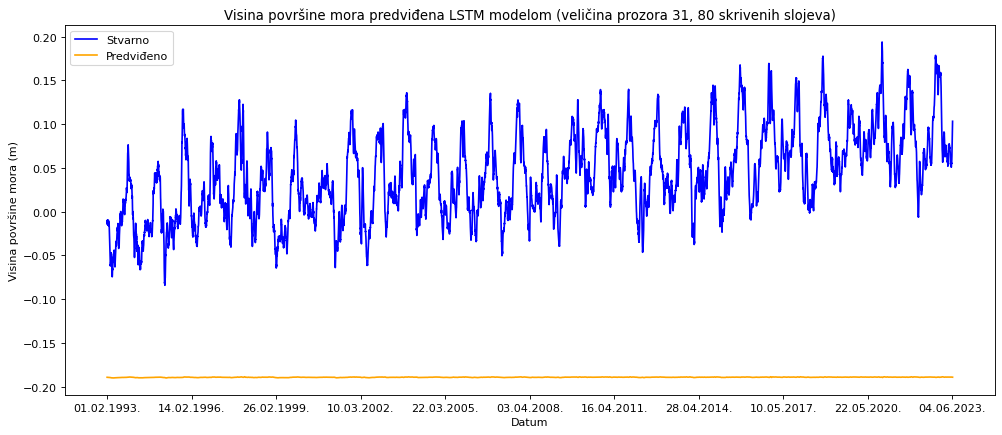 Visina površine mora predviđena LSTM modelom (veličina prozora 31, 80 skrivenih slojeva)
Stvarno
Predviđeno
Visina površine mora (m)
0.20
0.15
0.10
0.05
0.00
−0.05
−0.10
−0.15
−0.20
01.02.1993. 14.02.1996. 26.02.1999. 10.03.2002. 22.03.2005. 03.04.2008. 16.04.2011. 28.04.2014. 10.05.2017. 22.05.2020. 04.06.2023.
Datum